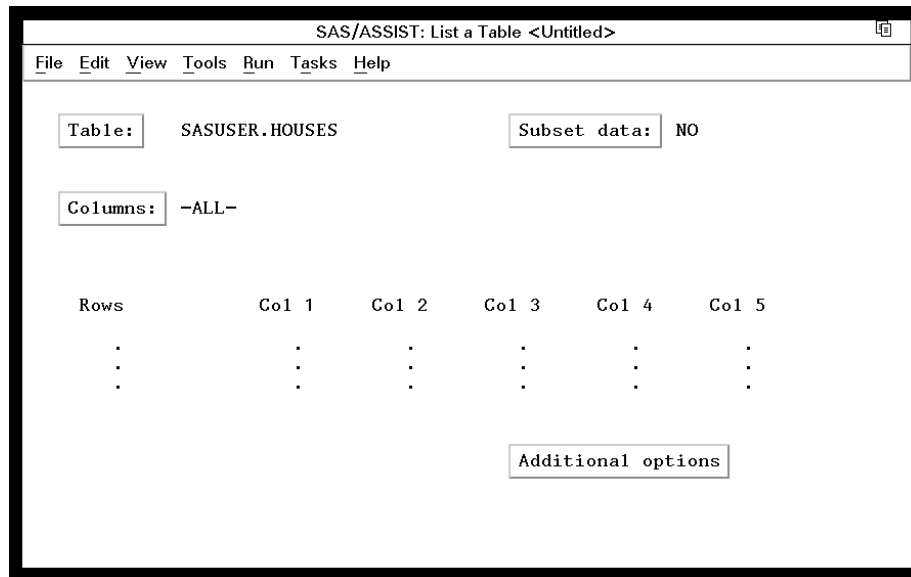 SAS/ASSIST: List a Table <Untitled>
File Edit View Tools Run Tasks Help
Table: SASUSER.HOUSES Subset data: NO
Columns: -ALL-
Rows Col 1 Col 2 Col 3 Col 4 Col 5
. . . . . .
. . . . . .
. . . . . .
Additional options